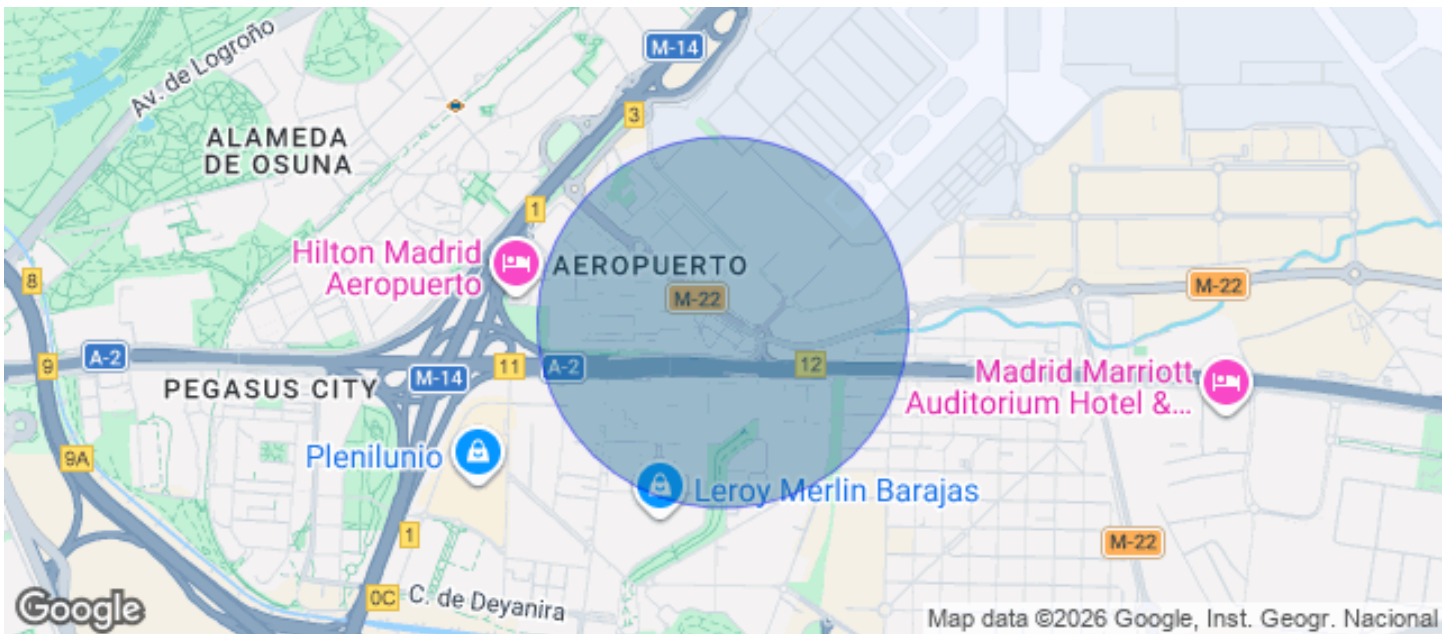 M-14
Av. de Logroño
3
ALAMEDA
DE OSUNA
1
Hilton Madrid
Aeropuerto
AEROPUERTO
8
M-22
M-22
9
A-2
11
A-2
12
M-14
PEGASUS CITY
Madrid Marriott
Auditorium Hotel &...
9A
Plenilunio
Leroy Merlin Barajas
1
M-22
0C
C. de Deyanira
Google
Map data ©2026 Google, Inst. Geogr. Nacional